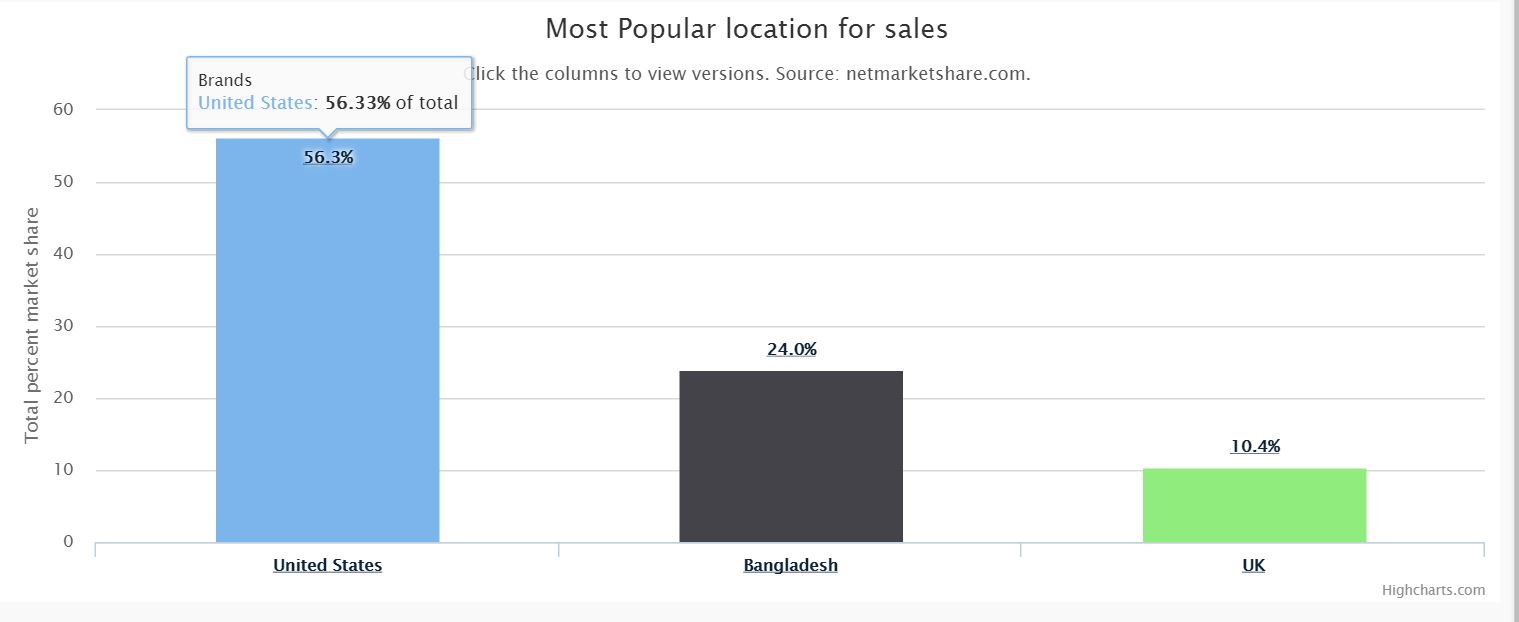 Most Popular location for sales
Click the columns to view versions. Source: netmarketshare.com.
Brands
United States: 56.33% of total
Total percent market share
60
50
40
30
20
10
0
56.3%
24.0%
10.4%
United States
Bangladesh
UK
Highcharts.com